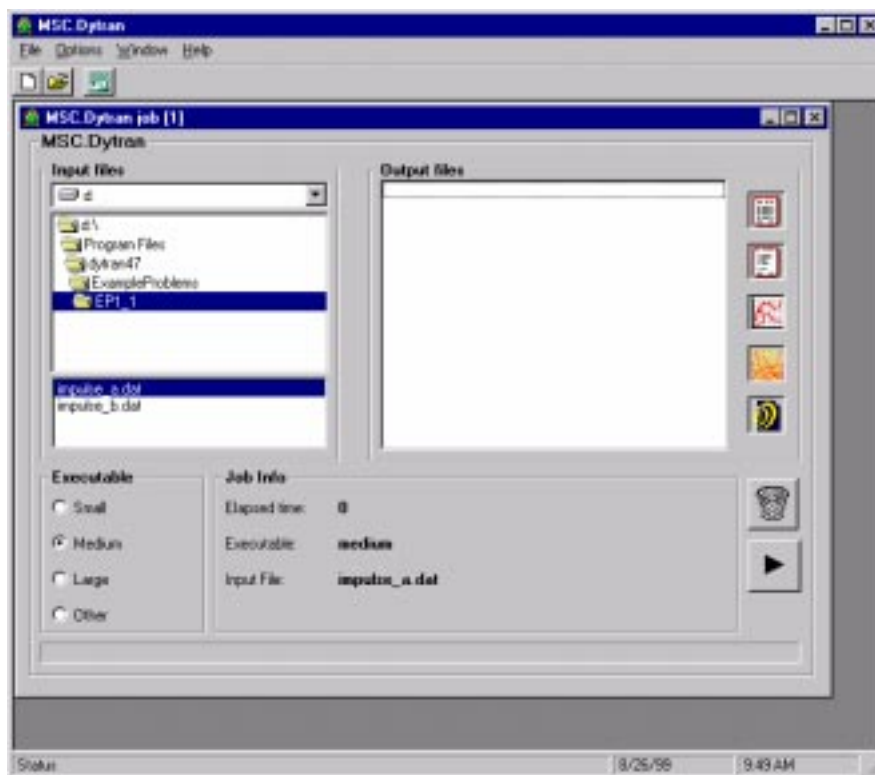 MSC.Dytran
File Options Window Help
MSC.Dytran job [1]
MSC.Dytran
Input files
d
d:\
Program Files
dytran47
ExampleProblems
EP1_1
impulse_a.dat
impulse_b.dat
Output files
Executable
Small
Medium
Large
Other
Job Info
Elapsed time: 0
Executable: medium
Input File: impulse_a.dat
Status 8/26/99 9:49 AM